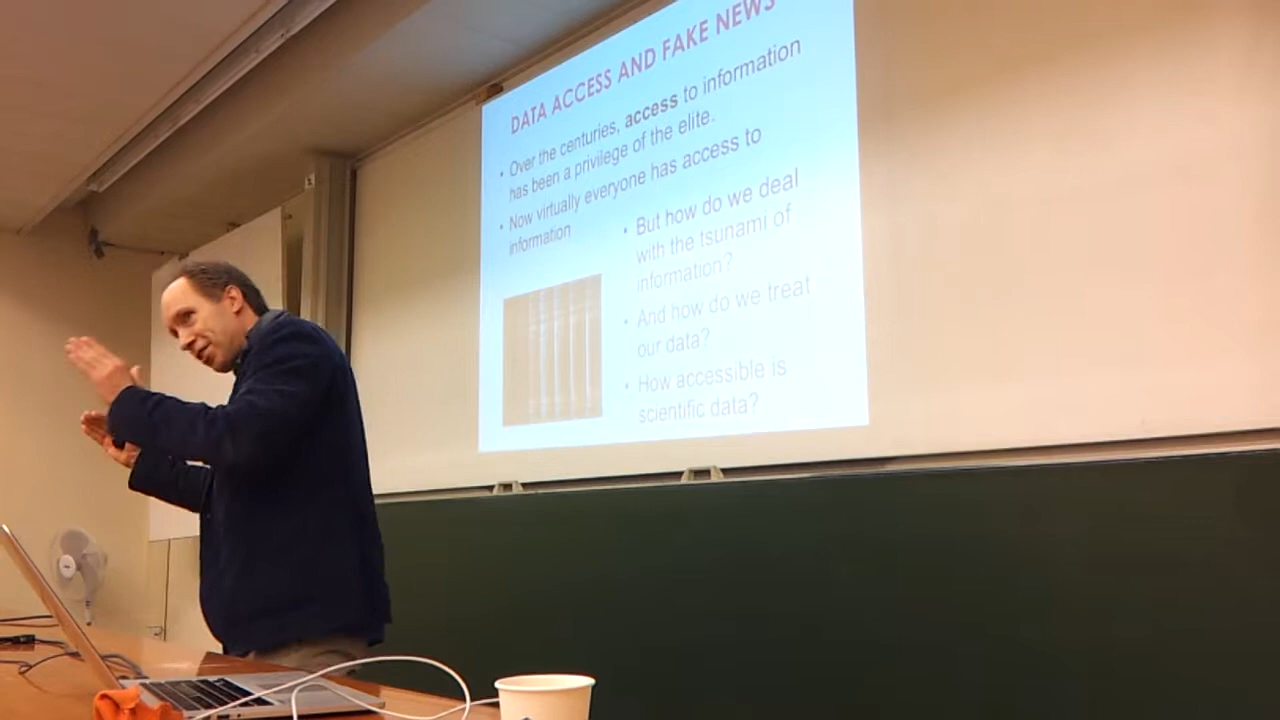 DATA ACCESS AND FAKE NEWS
• Over the centuries, access to information
has been a privilege of the elite.
• Now virtually everyone has access to
information
• But how do we deal
with the tsunami of
information?
• And how do we treat
our data?
• How accessible is
scientific data?